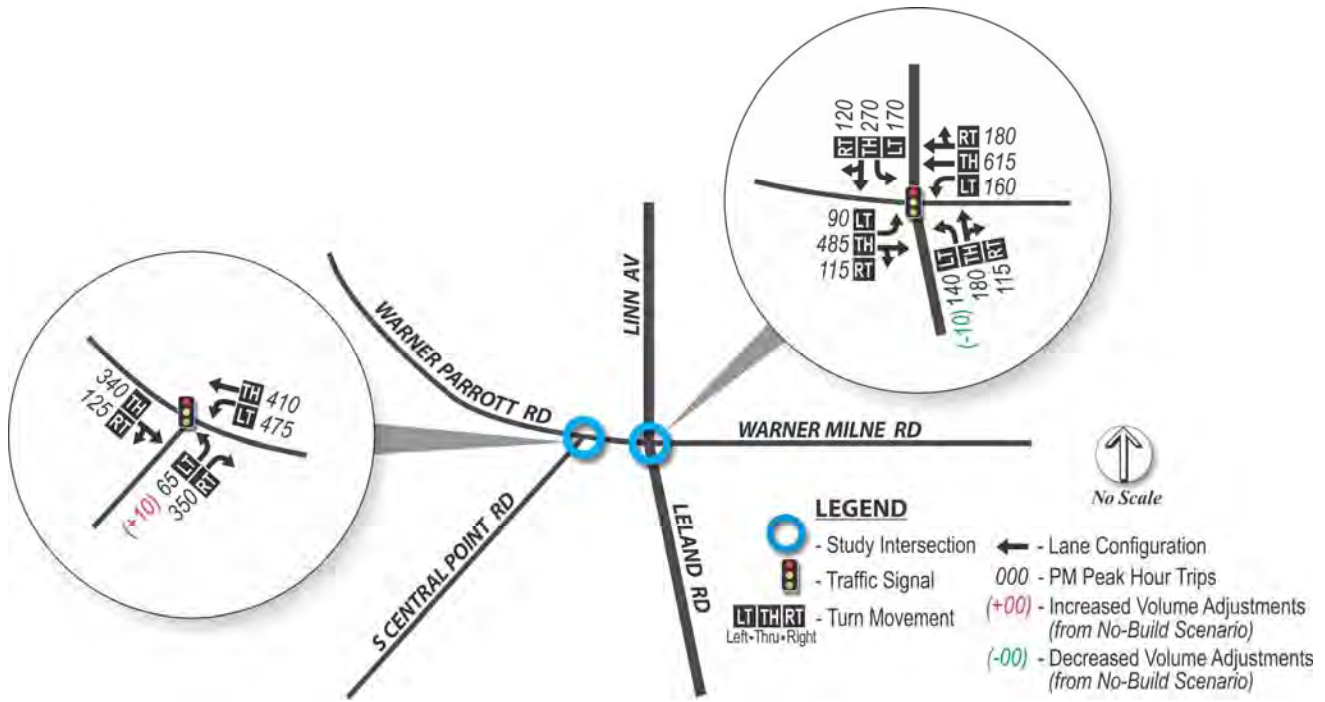 RT TH LT
120 270 170
RT 180
TH 615
LT 160
90 LT
485 TH
115 RT
LT TH RT
(-10) 140 180 115
LINN AV
WARNER PARROTT RD
WARNER MILNE RD
S CENTRAL POINT RD
LELAND RD
340 TH
125 RT
TH 410
LT 475
(+10) 65 LT
350 RT
No Scale
LEGEND
- Study Intersection
- Traffic Signal
LT TH RT - Turn Movement
Left•Thru•Right
- Lane Configuration
000 - PM Peak Hour Trips
(+00) - Increased Volume Adjustments
(from No-Build Scenario)
(-00) - Decreased Volume Adjustments
(from No-Build Scenario)